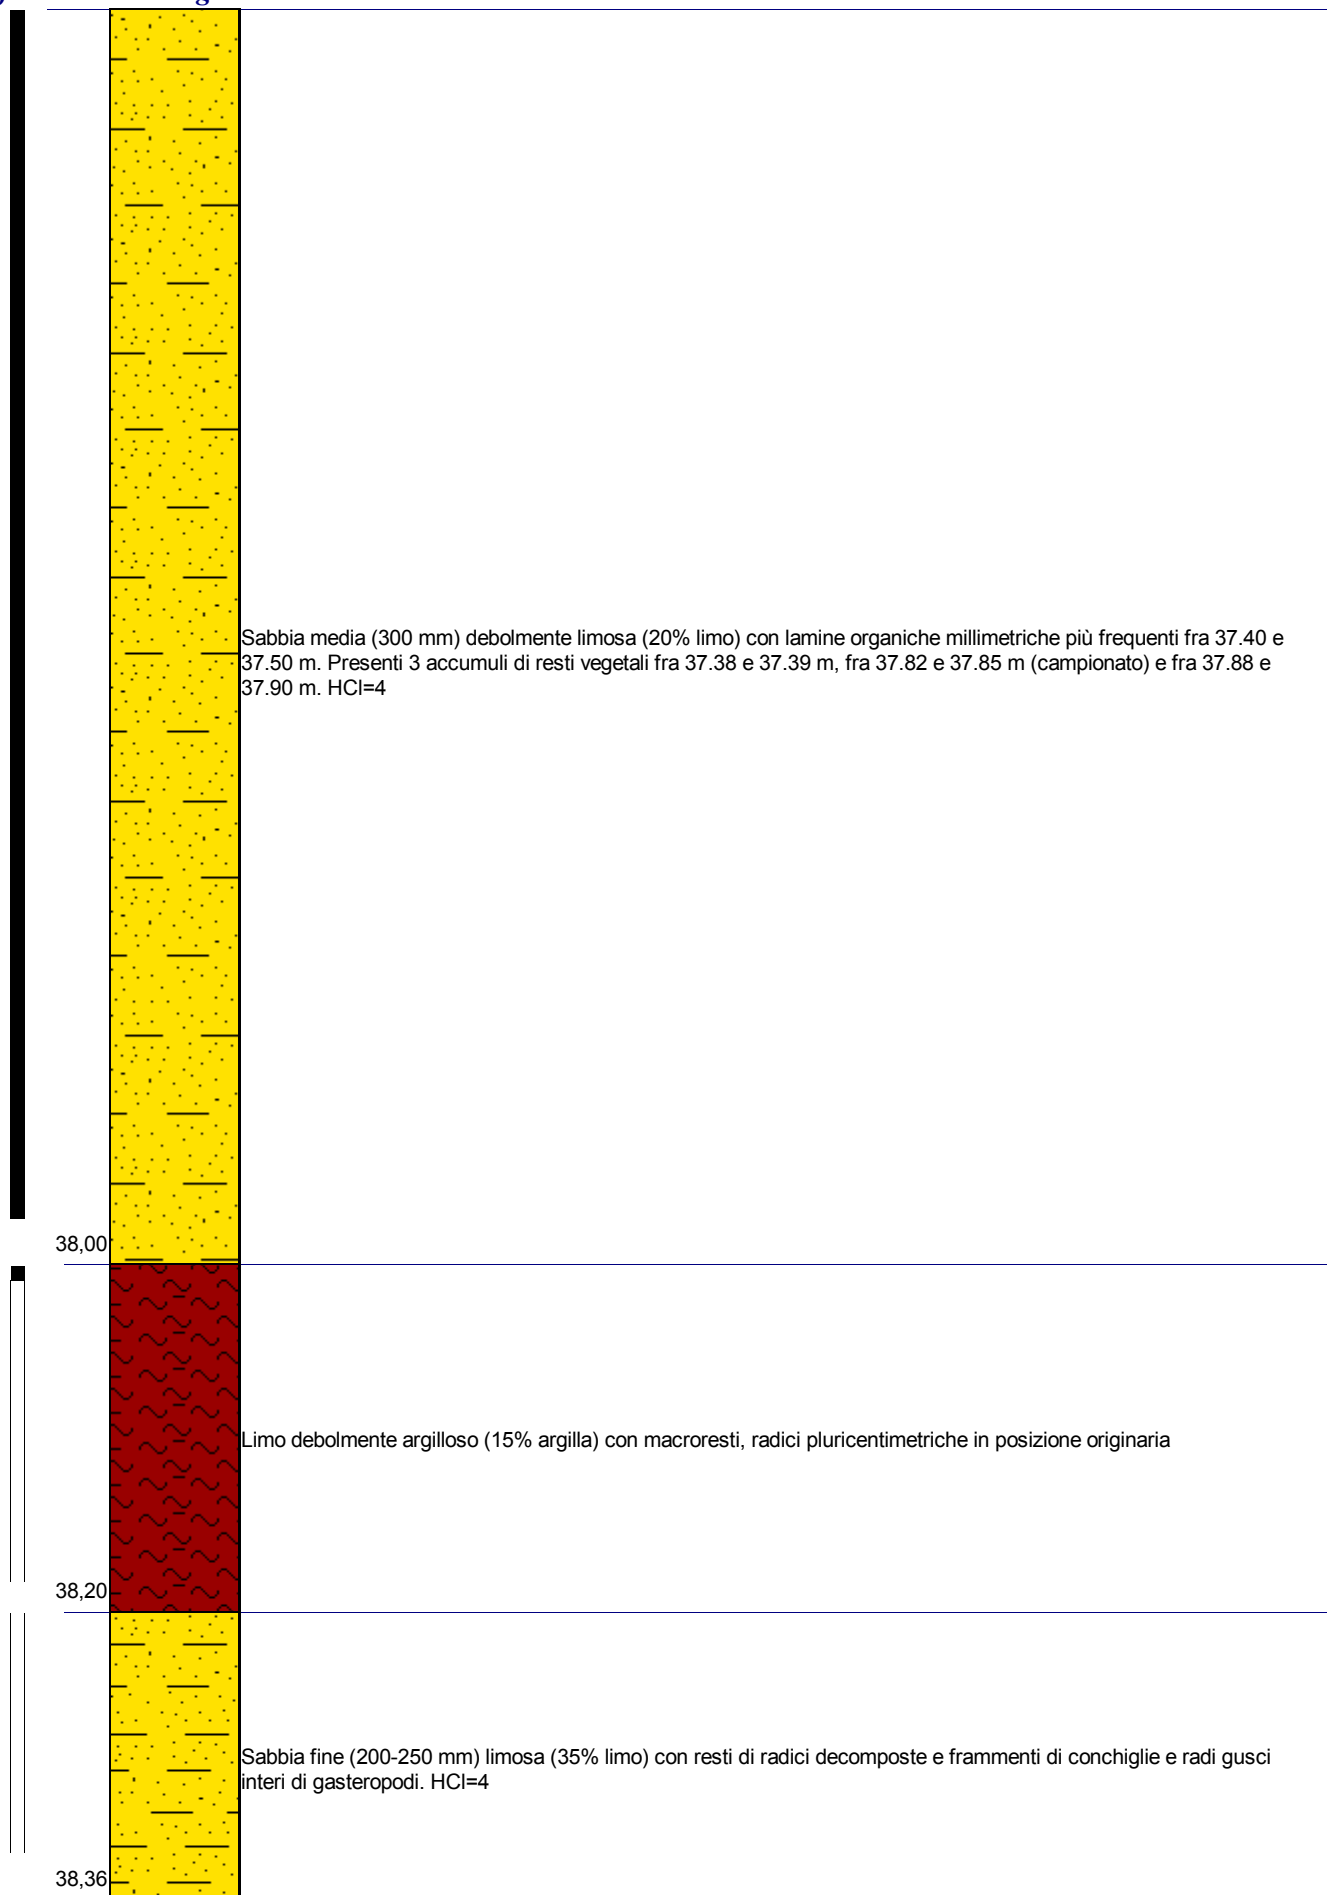 Sabbia media (300 mm) debolmente limosa (20% limo) con lamine organiche millimetriche più frequenti fra 37.40 e
37.50 m. Presenti 3 accumuli di resti vegetali fra 37.38 e 37.39 m, fra 37.82 e 37.85 m (campionato) e fra 37.88 e
37.90 m. HCl=4
38,00
Limo debolmente argilloso (15% argilla) con macroresti, radici pluricentimetriche in posizione originaria
38,20
Sabbia fine (200-250 mm) limosa (35% limo) con resti di radici decomposte e frammenti di conchiglie e radi gusci
interi di gasteropodi. HCl=4
38,36